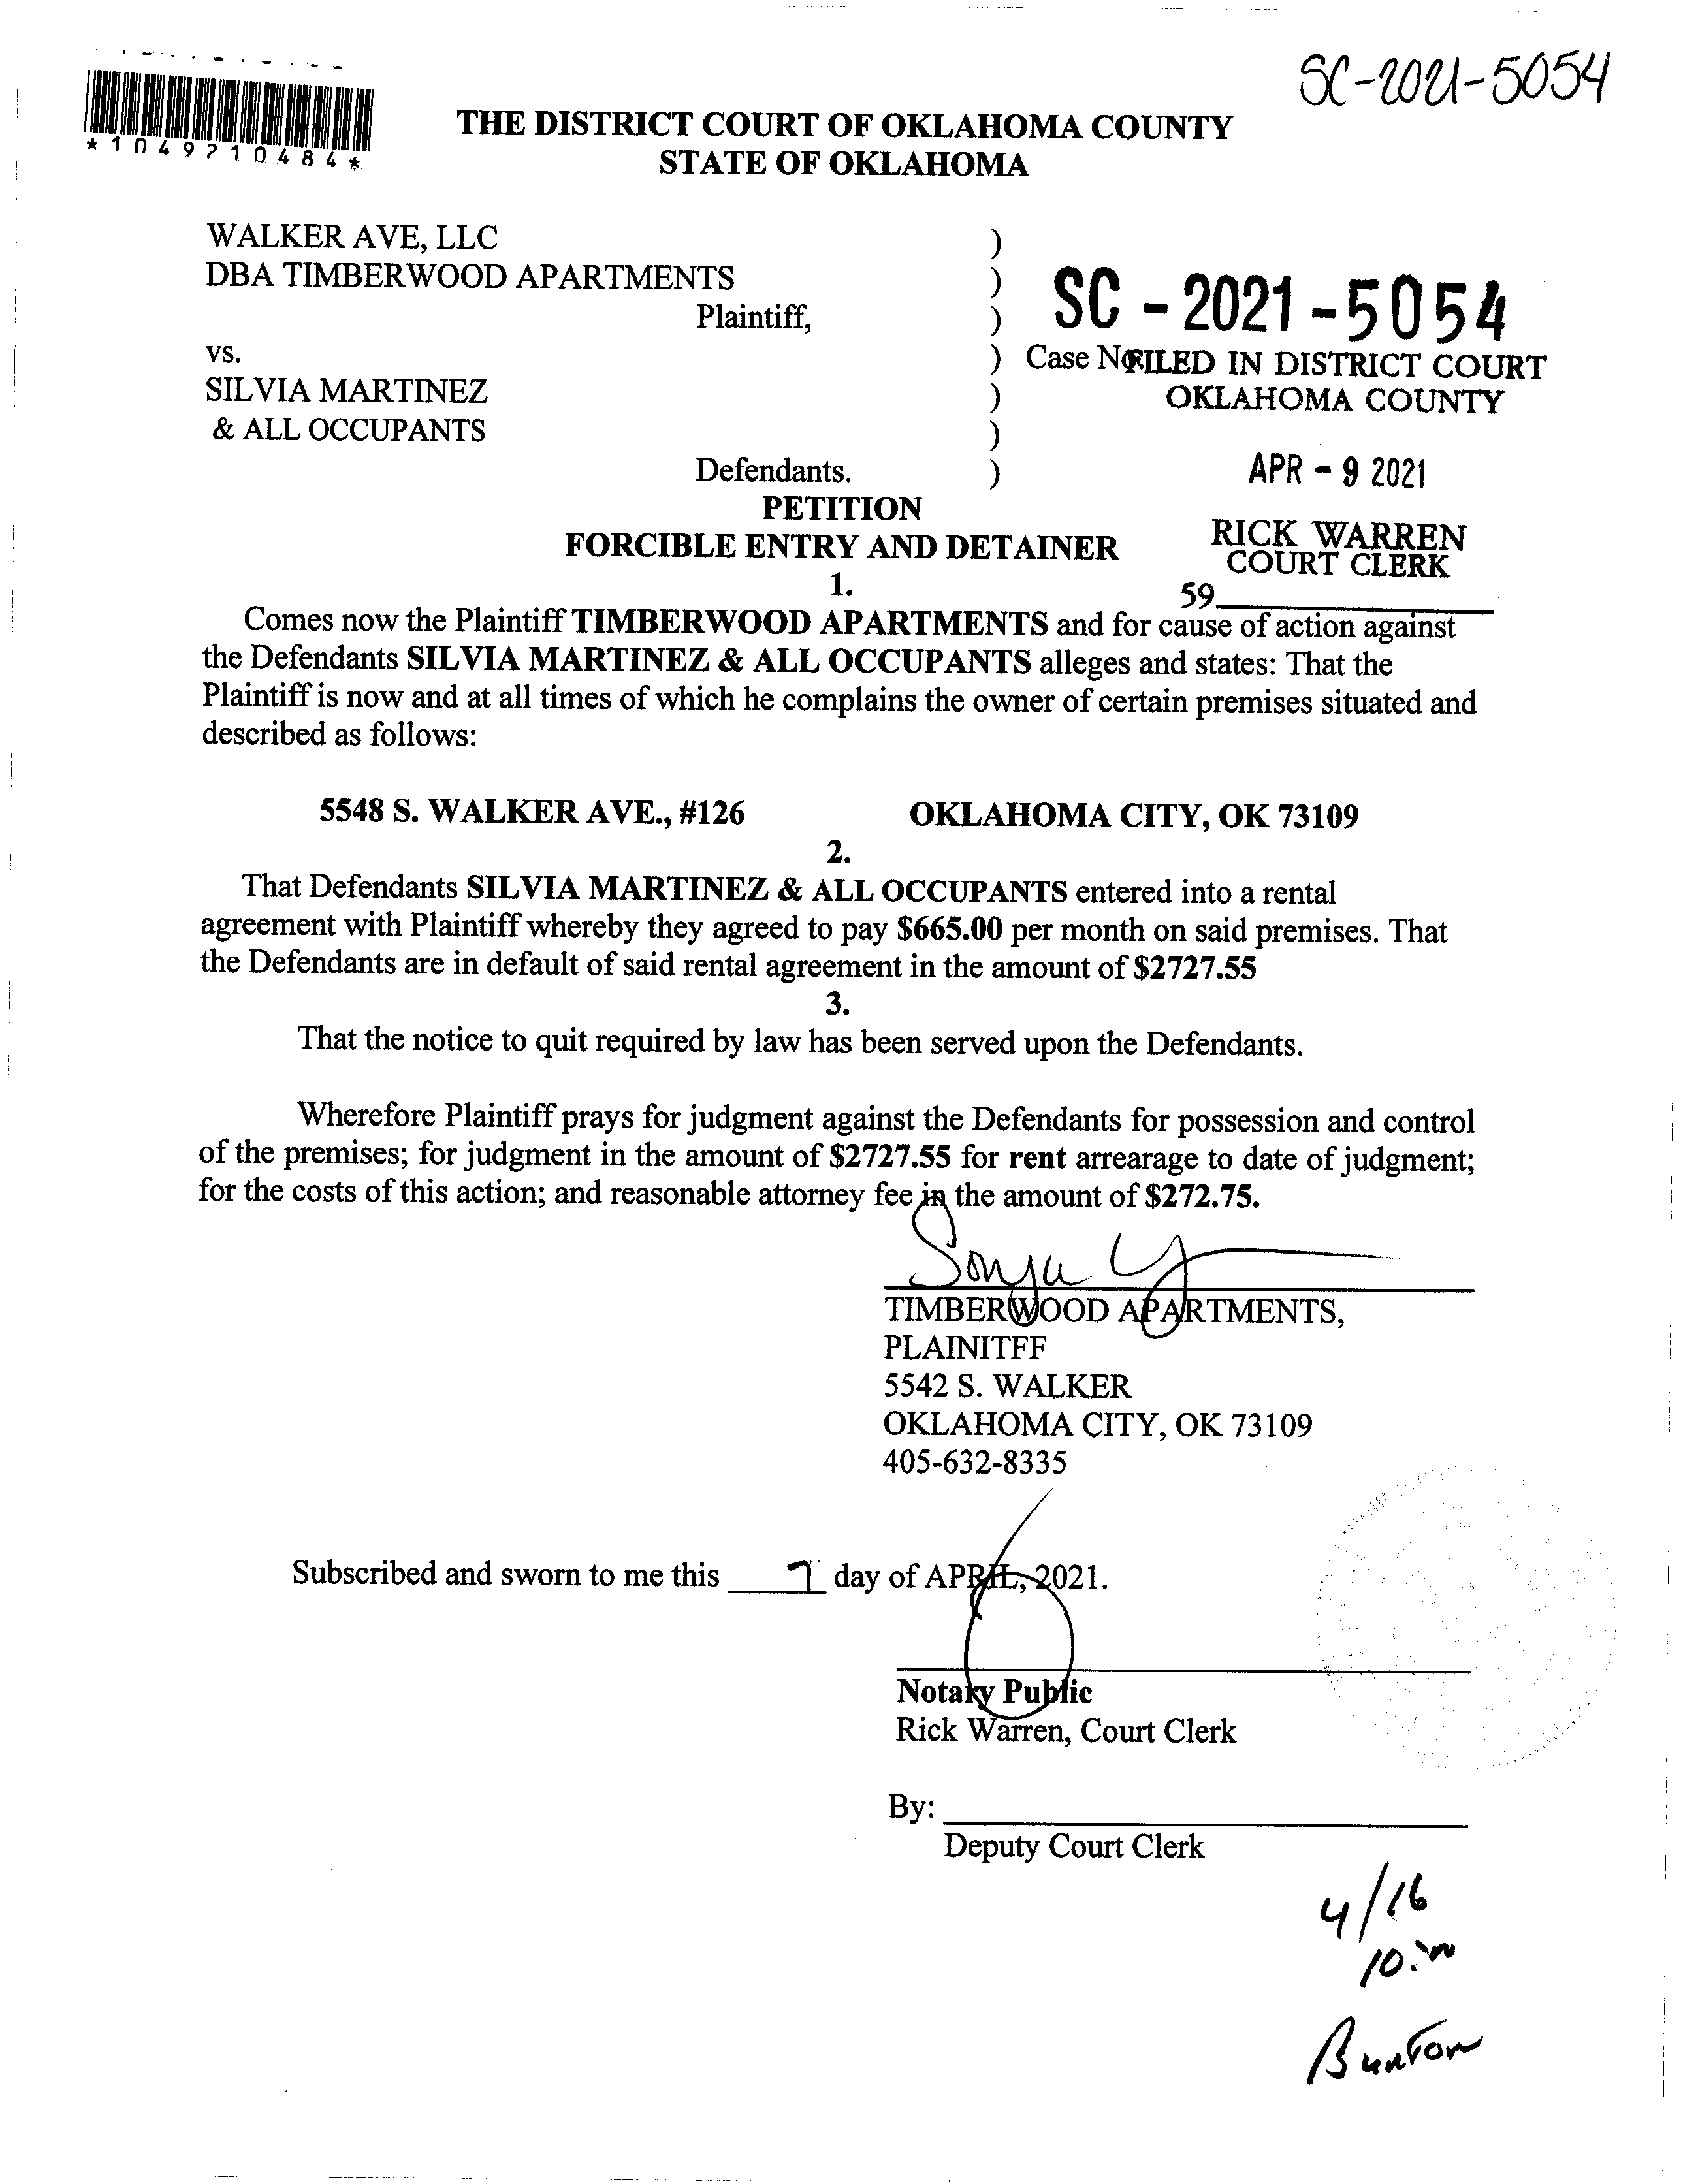 SC-2021-5054
*1049210484*
THE DISTRICT COURT OF OKLAHOMA COUNTY
STATE OF OKLAHOMA
WALKER AVE, LLC )
DBA TIMBERWOOD APARTMENTS )
Plaintiff, ) SC - 2021 - 5054
vs. ) Case No FILED IN DISTRICT COURT
SILVIA MARTINEZ ) OKLAHOMA COUNTY
& ALL OCCUPANTS )
Defendants. ) APR - 9 2021
PETITION
FORCIBLE ENTRY AND DETAINER
RICK WARREN
COURT CLERK
59
1.
Comes now the Plaintiff TIMBERWOOD APARTMENTS and for cause of action against
the Defendants SILVIA MARTINEZ & ALL OCCUPANTS alleges and states: That the
Plaintiff is now and at all times of which he complains the owner of certain premises situated and
described as follows:
5548 S. WALKER AVE., #126 OKLAHOMA CITY, OK 73109
2.
That Defendants SILVIA MARTINEZ & ALL OCCUPANTS entered into a rental
agreement with Plaintiff whereby they agreed to pay $665.00 per month on said premises. That
the Defendants are in default of said rental agreement in the amount of $2727.55
3.
That the notice to quit required by law has been served upon the Defendants.
Wherefore Plaintiff prays for judgment against the Defendants for possession and control
of the premises; for judgment in the amount of $2727.55 for rent arrearage to date of judgment;
for the costs of this action; and reasonable attorney fee in the amount of $272.75.
Sonja
TIMBERWOOD APARTMENTS,
PLAINITFF
5542 S. WALKER
OKLAHOMA CITY, OK 73109
405-632-8335
Subscribed and sworn to me this 7 day of APRIL, 2021.
Notary Public
Rick Warren, Court Clerk
By:
Deputy Court Clerk
4/16
Bunton